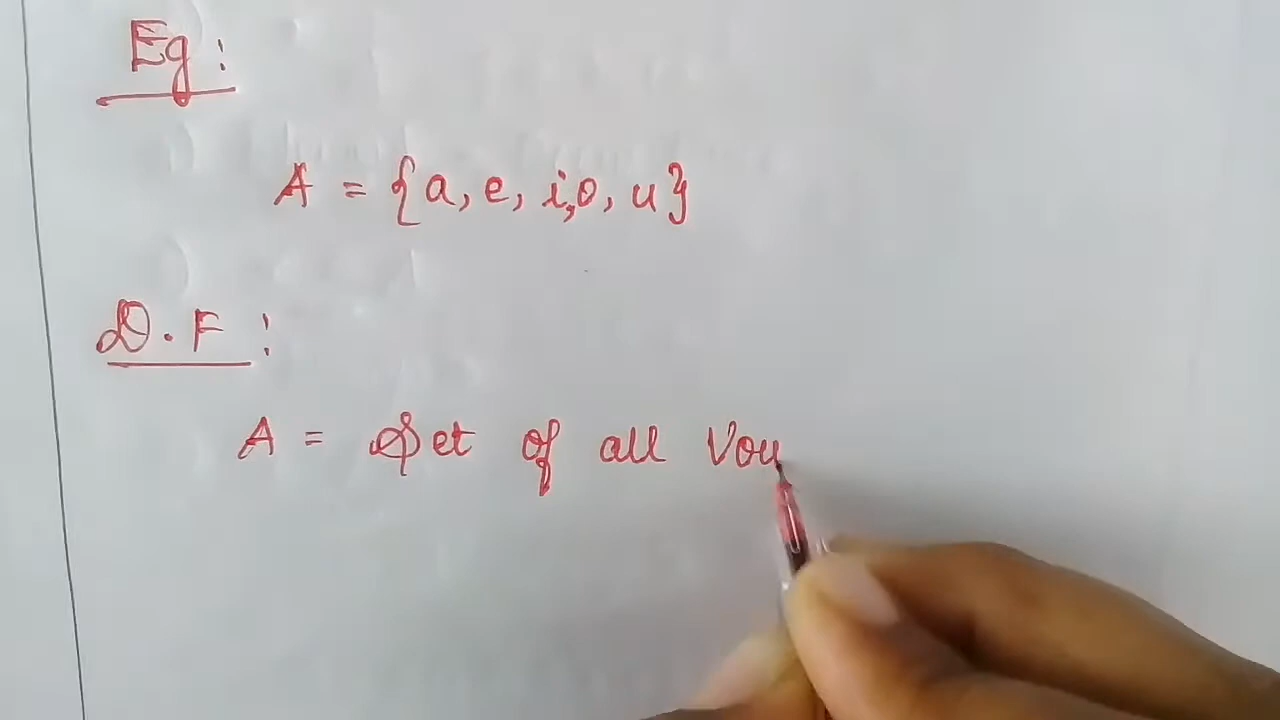 Eg:
A = {a, e, i,o, u}
D.F :
A = Set of all Vou